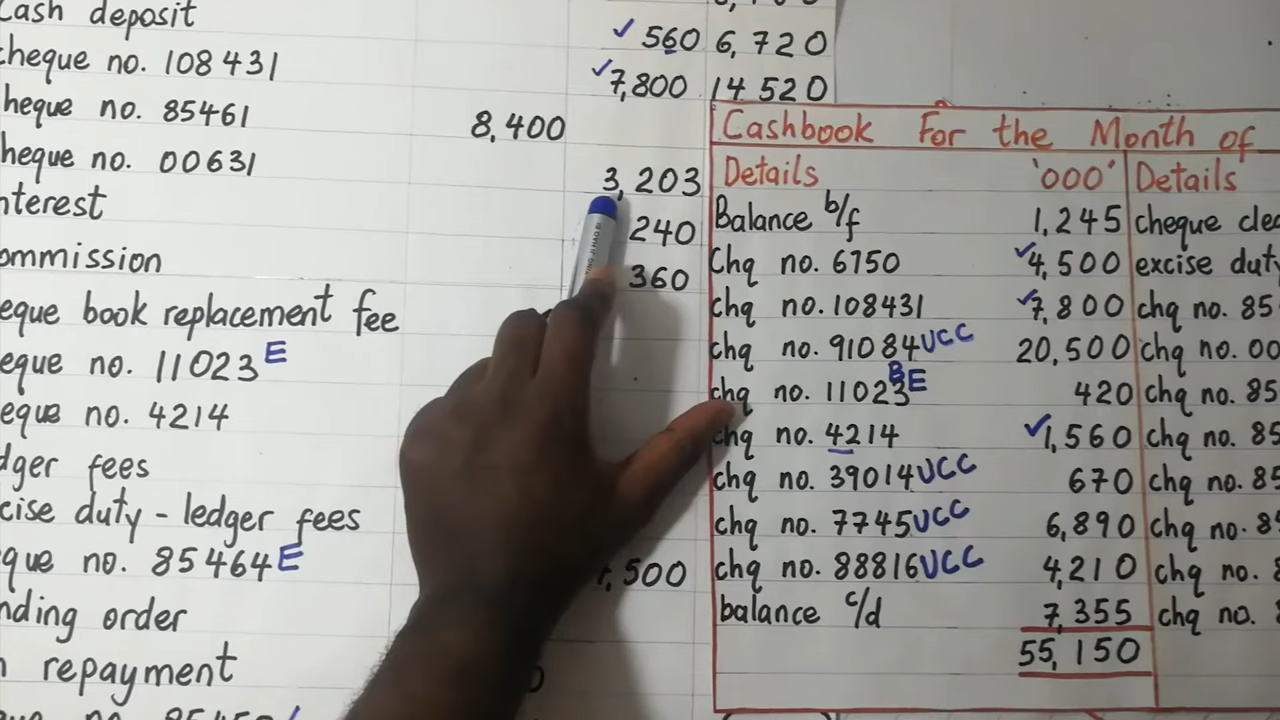 Cash deposit
560 6,720
cheque no. 108431
7,800 14520
heque no. 85461
8,400
heque no. 00631
3,203
nterest
240
ommission
360
eque book replacement fee
eque no. 11023 E
eque no. 4214
dger fees
cise duty - ledger fees
que no. 85464 E
,500
nding order
n repayment
Cashbook For the Month of
Details '000' Details
Balance b/f 1,245 cheque clea
Chq no. 6750 4,500 excise duty
chq no. 108431 7,800 chq no. 85
chq no. 91084 UCC 20,500 chq no. 00
chq no. 11023 BE 420 chq no. 85
chq no. 4214 1,560 chq no. 85
chq no. 39014 UCC 670 chq no. 85
chq no. 7745 UCC 6,890 chq no. 8
chq no. 88816 UCC 4,210 chq no. 8
balance c/d 7,355 chq no.
55,150